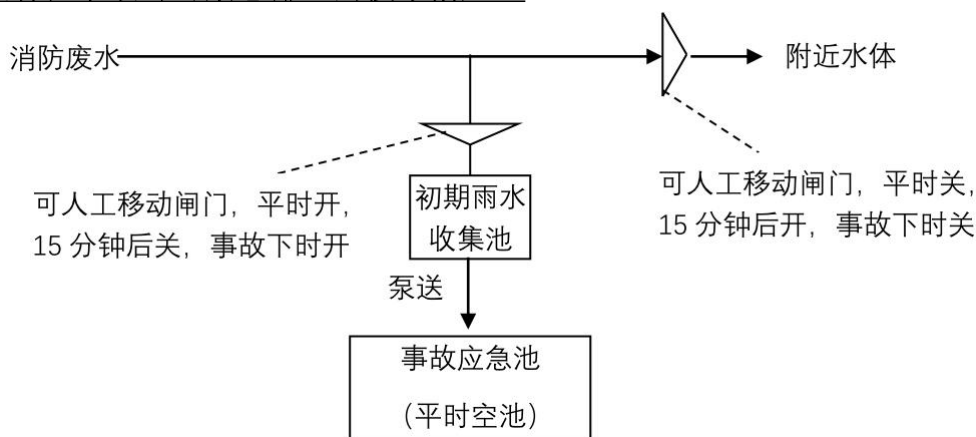 消防废水
附近水体
可人工移动闸门，平时开，
15 分钟后关，事故下时开
可人工移动闸门，平时关，
15 分钟后开，事故下时关
初期雨水
收集池
泵送
事故应急池
（平时空池）